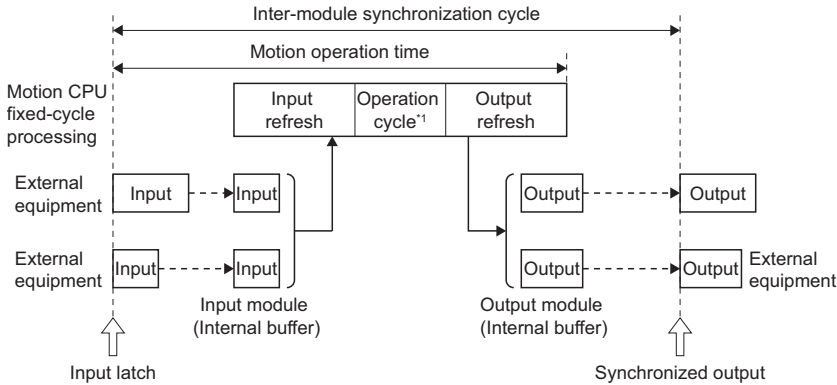 Inter-module synchronization cycle
Motion operation time
Motion CPU
fixed-cycle
processing
Input
refresh
Operation
cycle*1
Output
refresh
External
equipment
Input
Input
Output
Output
External
equipment
Input
Input
Output
Output
External
equipment
Input module
(Internal buffer)
Output module
(Internal buffer)
Input latch
Synchronized output